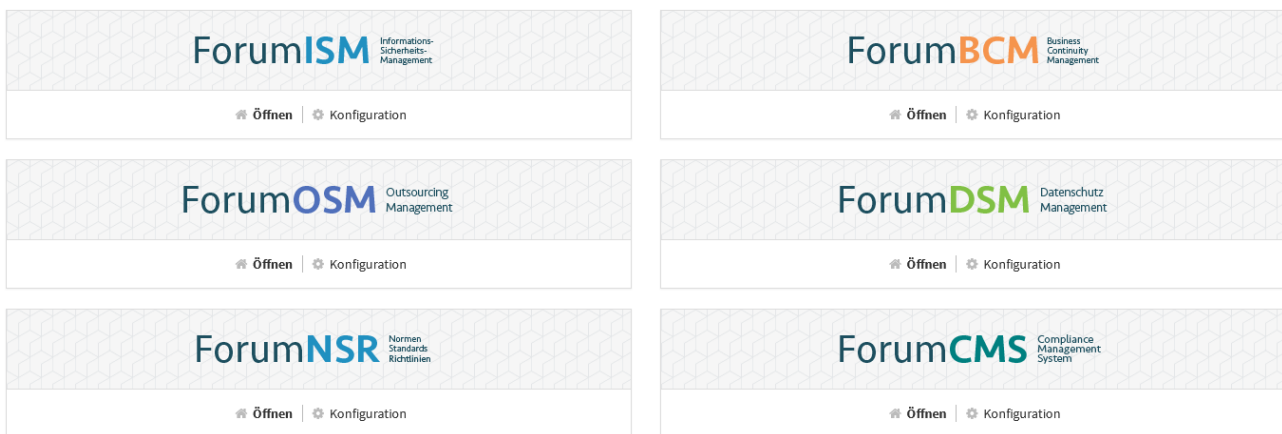 ForumISM
Informations-
Sicherheits-
Management
Öffnen
Konfiguration
ForumBCM
Business
Continuity
Management
Öffnen
Konfiguration
ForumOSM
Outsourcing
Management
Öffnen
Konfiguration
ForumDSM
Datenschutz
Management
Öffnen
Konfiguration
ForumNSR
Normen
Standards
Richtlinien
Öffnen
Konfiguration
ForumCMS
Compliance
Management
System
Öffnen
Konfiguration